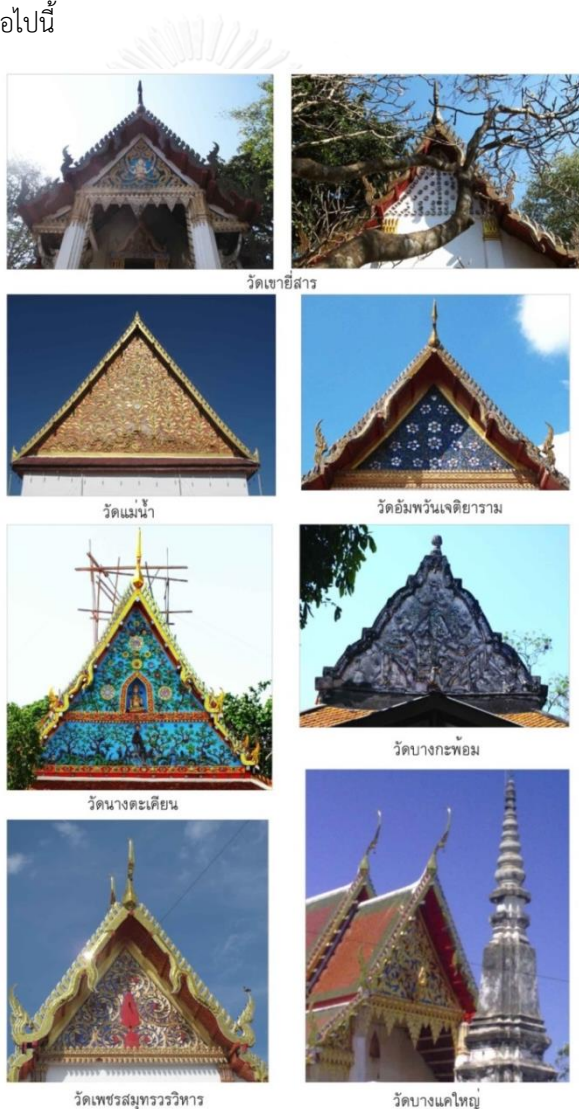 อไปนี้
วัดเขายี่สาร
วัดแม่น้ำ
วัดอัมพวันเจติยาราม
วัดบางกะพ้อม
วัดนางตะเคียน
วัดเพชรสมุทรวรวิหาร
วัดบางแคใหญ่